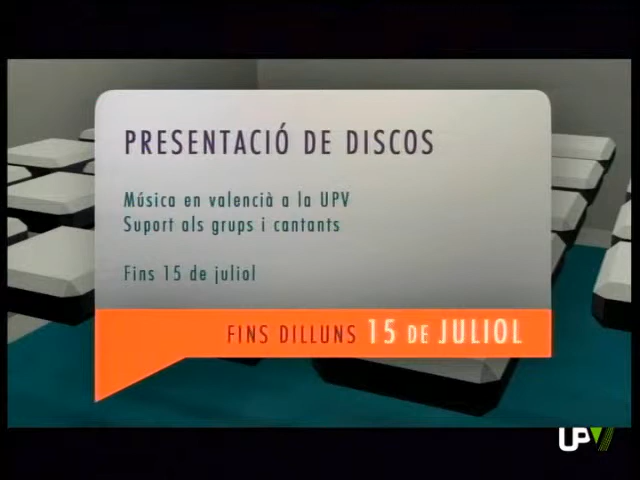 PRESENTACIÓ DE DISCOS
Música en valencià a la UPV
Suport als grups i cantants
Fins 15 de juliol
FINS DILLUNS 15 DE JULIOL
UPV